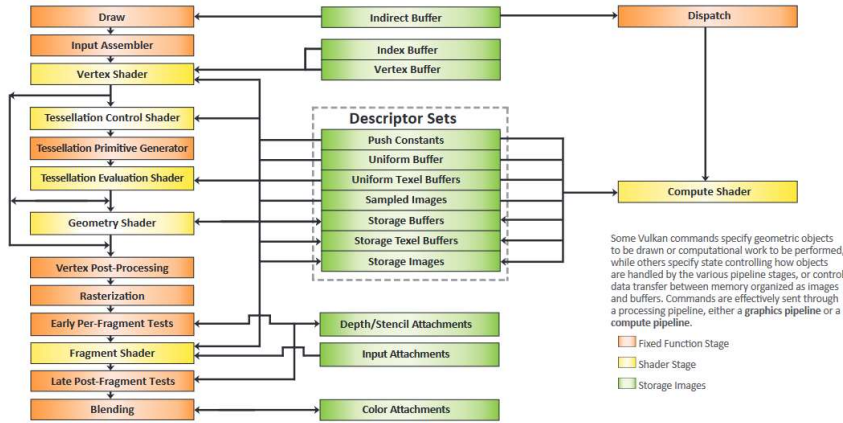 Draw
Indirect Buffer
Dispatch
Input Assembler
Index Buffer
Vertex Shader
Vertex Buffer
Tessellation Control Shader
Descriptor Sets
Push Constants
Tessellation Primitive Generator
Uniform Buffer
Tessellation Evaluation Shader
Uniform Texel Buffers
Sampled Images
Compute Shader
Geometry Shader
Storage Buffers
Storage Texel Buffers
Storage Images
Vertex Post-Processing
Rasterization
Early Per-Fragment Tests
Depth/Stencil Attachments
Fragment Shader
Input Attachments
Late Post-Fragment Tests
Blending
Color Attachments
Some Vulkan commands specify geometric objects
to be drawn or computational work to be performed,
while others specify state controlling how objects
are handled by the various pipeline stages, or control
data transfer between memory organized as images
and buffers. Commands are effectively sent through
a processing pipeline, either a graphics pipeline or a
compute pipeline.
Fixed Function Stage
Shader Stage
Storage Images